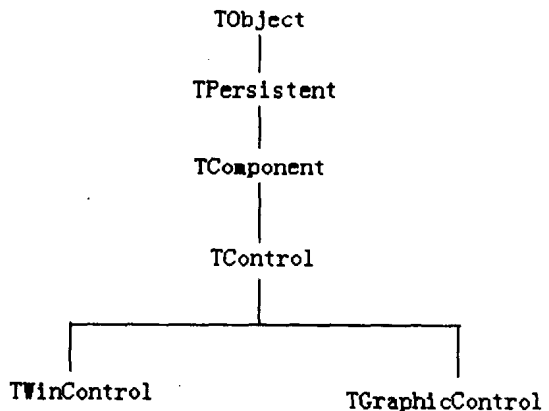 TObject
TPersistent
TComponent
TControl
TWinControl
TGraphicControl